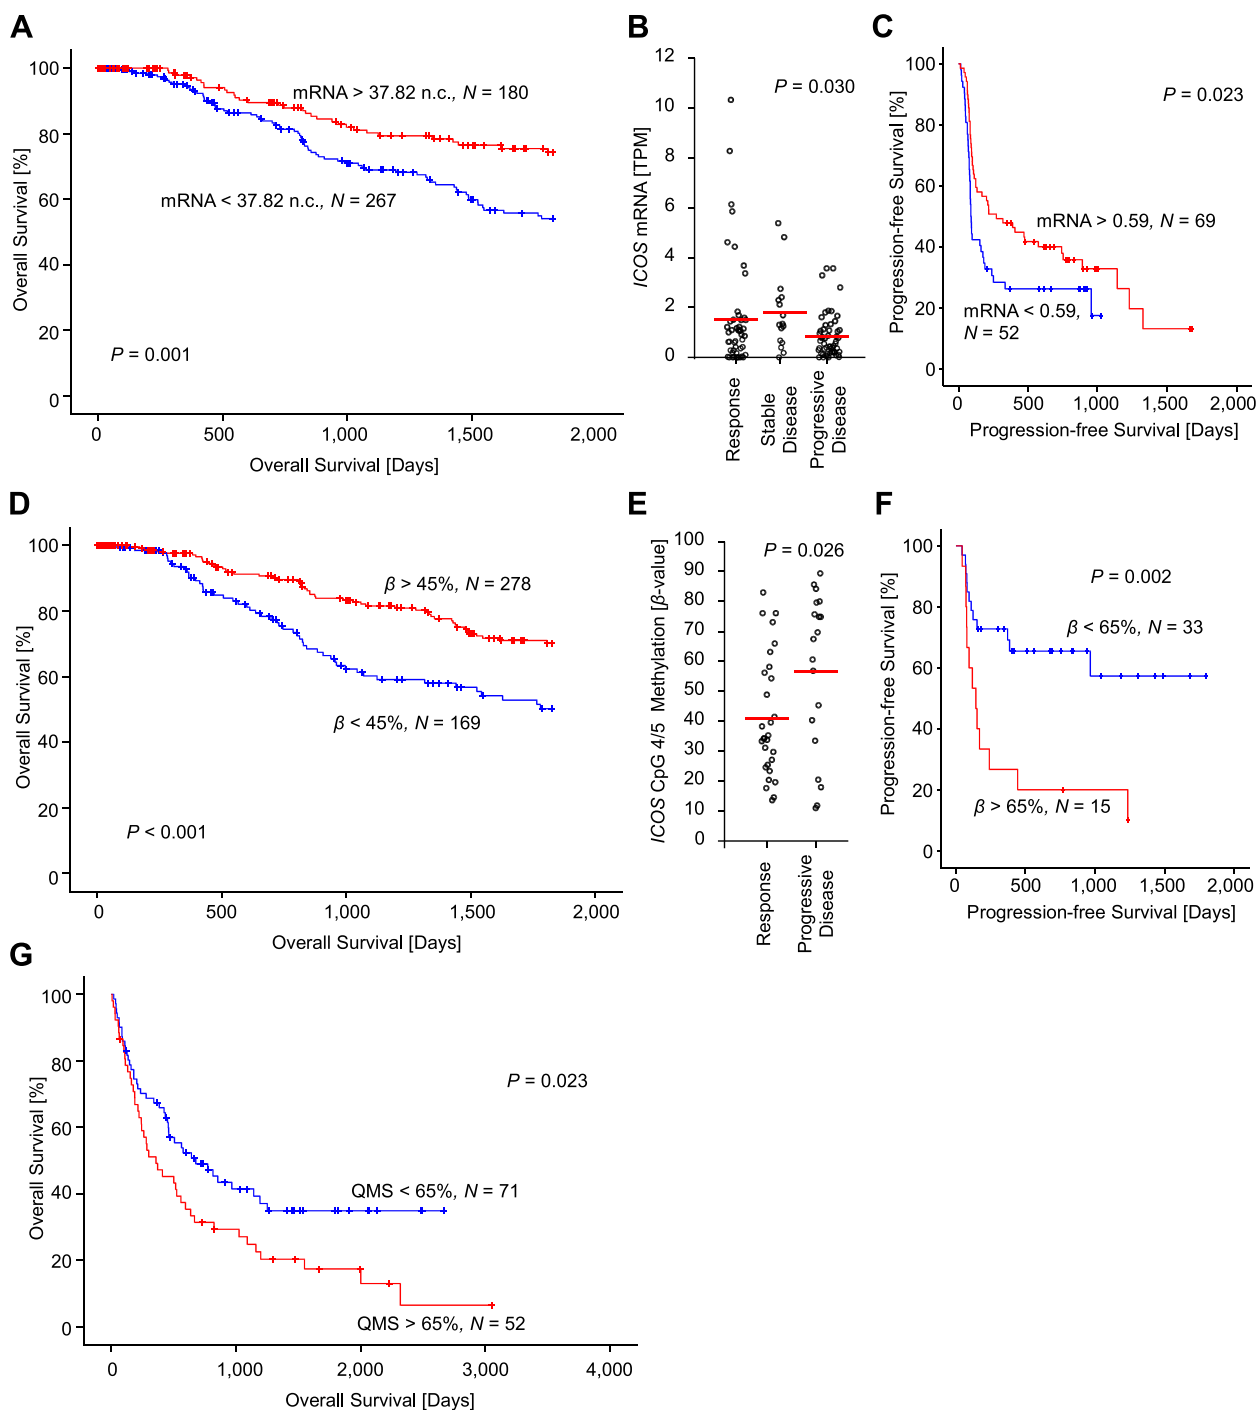 A
Overall Survival [%]
100
80
60
40
20
0
mRNA > 37.82 n.c., N = 180
mRNA < 37.82 n.c., N = 267
P = 0.001
0
500
1,000
1,500
2,000
Overall Survival [Days]
B
ICOS mRNA [TPM]
12
10
8
6
4
2
0
P = 0.030
Response
Stable
Disease
Progressive
Disease
C
Progression-free Survival [%]
100
80
60
40
20
0
P = 0.023
mRNA > 0.59, N = 69
mRNA < 0.59,
N = 52
0
500
1,000
1,500
2,000
Progression-free Survival [Days]
D
Overall Survival [%]
100
80
60
40
20
0
β > 45%, N = 278
β < 45%, N = 169
P < 0.001
0
500
1,000
1,500
2,000
Overall Survival [Days]
E
ICOS CpG 4/5 Methylation [β-value]
100
90
80
70
60
50
40
30
20
10
0
P = 0.026
Response
Progressive
Disease
F
Progression-free Survival [%]
100
80
60
40
20
0
P = 0.002
β < 65%, N = 33
β > 65%, N = 15
0
500
1,000
1,500
2,000
Progression-free Survival [Days]
G
Overall Survival [%]
100
80
60
40
20
0
P = 0.023
QMS < 65%, N = 71
QMS > 65%, N = 52
0
1,000
2,000
3,000
4,000
Overall Survival [Days]